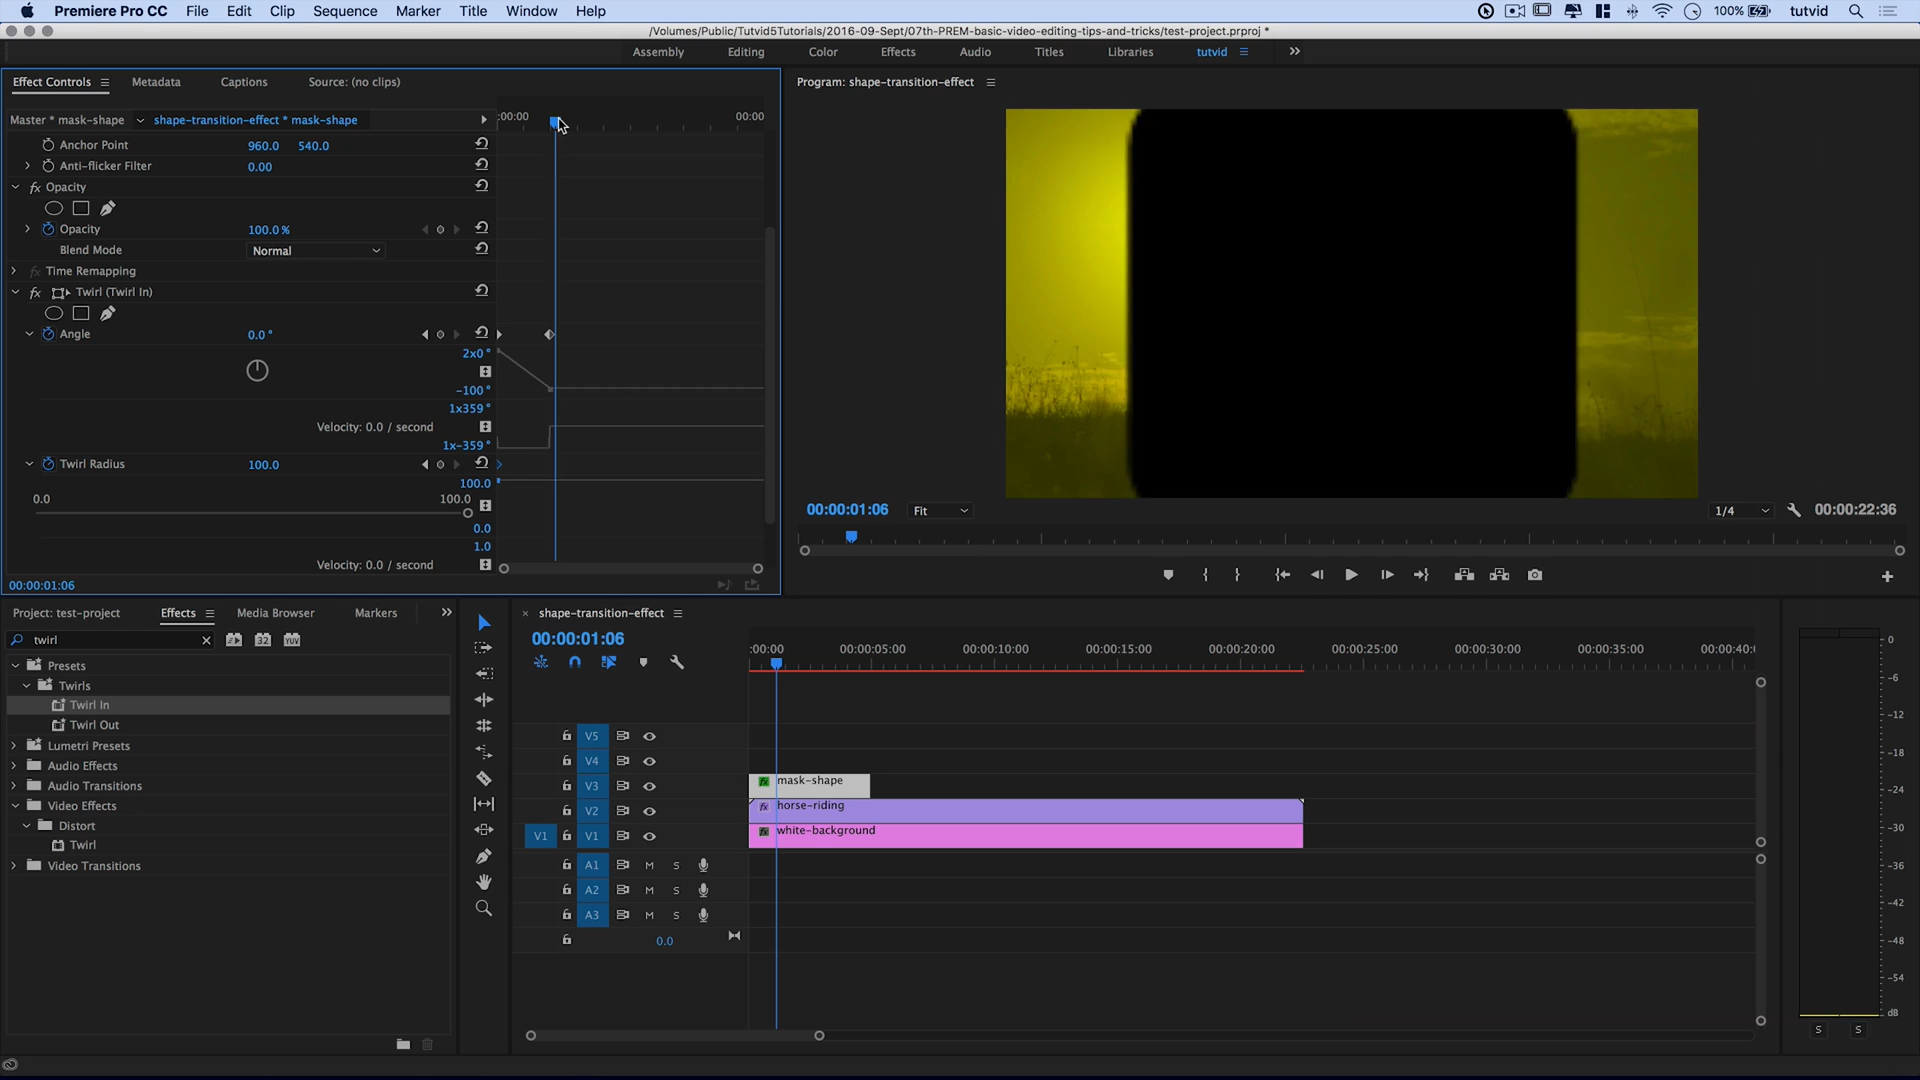 Premiere Pro CC File Edit Clip Sequence Marker Title Window Help 100% tutvid
/Volumes/Public/Tutvid5Tutorials/2016-09-Sept/07th-PREM-basic-video-editing-tips-and-tricks/test-project.prproj *
Assembly Editing Color Effects Audio Titles Libraries tutvid
Effect Controls Metadata Captions Source: (no clips)
Program: shape-transition-effect
Master * mask-shape shape-transition-effect * mask-shape
:00:00 00:00
Anchor Point 960.0 540.0
Anti-flicker Filter 0.00
fx Opacity
Opacity 100.0 %
Blend Mode Normal
fx Time Remapping
fx Twirl (Twirl In)
Angle 0.0 °
2x0 °
-100 °
1x359 °
Velocity: 0.0 / second
1x-359 °
Twirl Radius 100.0
100.0
0.0 100.0
0.0
1.0
Velocity: 0.0 / second
00:00:01:06
00:00:01:06 Fit 1/4 00:00:22:36
Project: test-project Effects Media Browser Markers
twirl 32 YUV
Presets
Twirls
Twirl In
Twirl Out
Lumetri Presets
Audio Effects
Audio Transitions
Video Effects
Distort
Twirl
Video Transitions
× shape-transition-effect
00:00:01:06
:00:00 00:00:05:00 00:00:10:00 00:00:15:00 00:00:20:00 00:00:25:00 00:00:30:00 00:00:35:00 00:00:40:0
V5
V4
V3 fx mask-shape
V2 fx horse-riding
V1 V1 fx white-background
A1 M S
A2 M S
A3 M S
0.0
0
-6
-12
-18
-24
-30
-36
-42
-48
-54
dB
S S